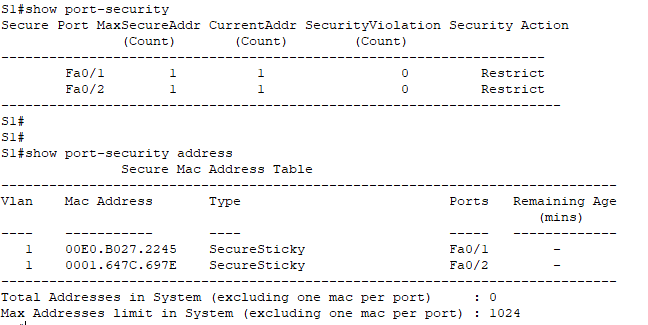 S1#show port-security
Secure Port MaxSecureAddr CurrentAddr SecurityViolation Security Action
(Count) (Count) (Count)
--------------------------------------------------------------------
Fa0/1 1 1 0 Restrict
Fa0/2 1 1 0 Restrict
----------------------------------------------------------------------
S1#
S1#
S1#show port-security address
Secure Mac Address Table
-----------------------------------------------------------------------------
Vlan Mac Address Type Ports Remaining Age
(mins)
---- ----------- ---- ----- -------------
1 00E0.B027.2245 SecureSticky Fa0/1 -
1 0001.647C.697E SecureSticky Fa0/2 -
-----------------------------------------------------------------------------
Total Addresses in System (excluding one mac per port) : 0
Max Addresses limit in System (excluding one mac per port) : 1024